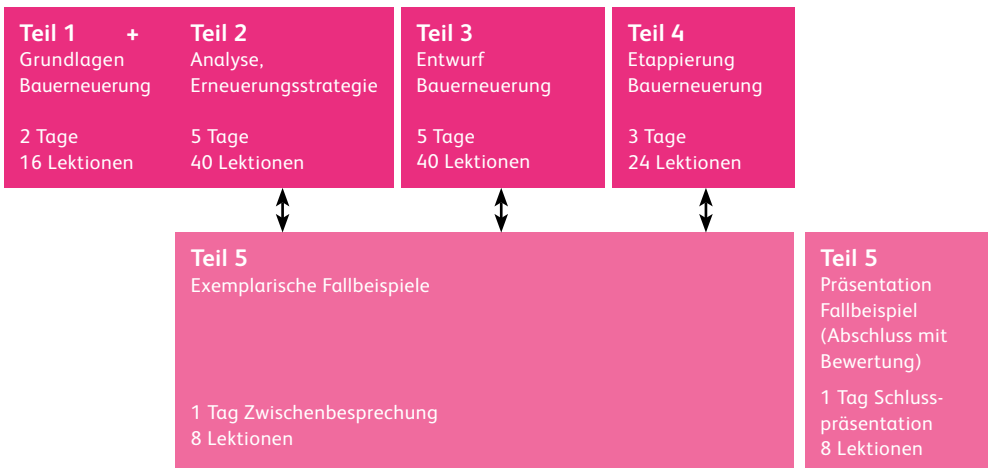 Teil 1 +
Grundlagen
Bauerneuerung
2 Tage
16 Lektionen
Teil 2
Analyse,
Erneuerungsstrategie
5 Tage
40 Lektionen
Teil 3
Entwurf
Bauerneuerung
5 Tage
40 Lektionen
Teil 4
Etappierung
Bauerneuerung
3 Tage
24 Lektionen
Teil 5
Exemplarische Fallbeispiele
1 Tag Zwischenbesprechung
8 Lektionen
Teil 5
Präsentation
Fallbeispiel
(Abschluss mit
Bewertung)
1 Tag Schluss-
präsentation
8 Lektionen